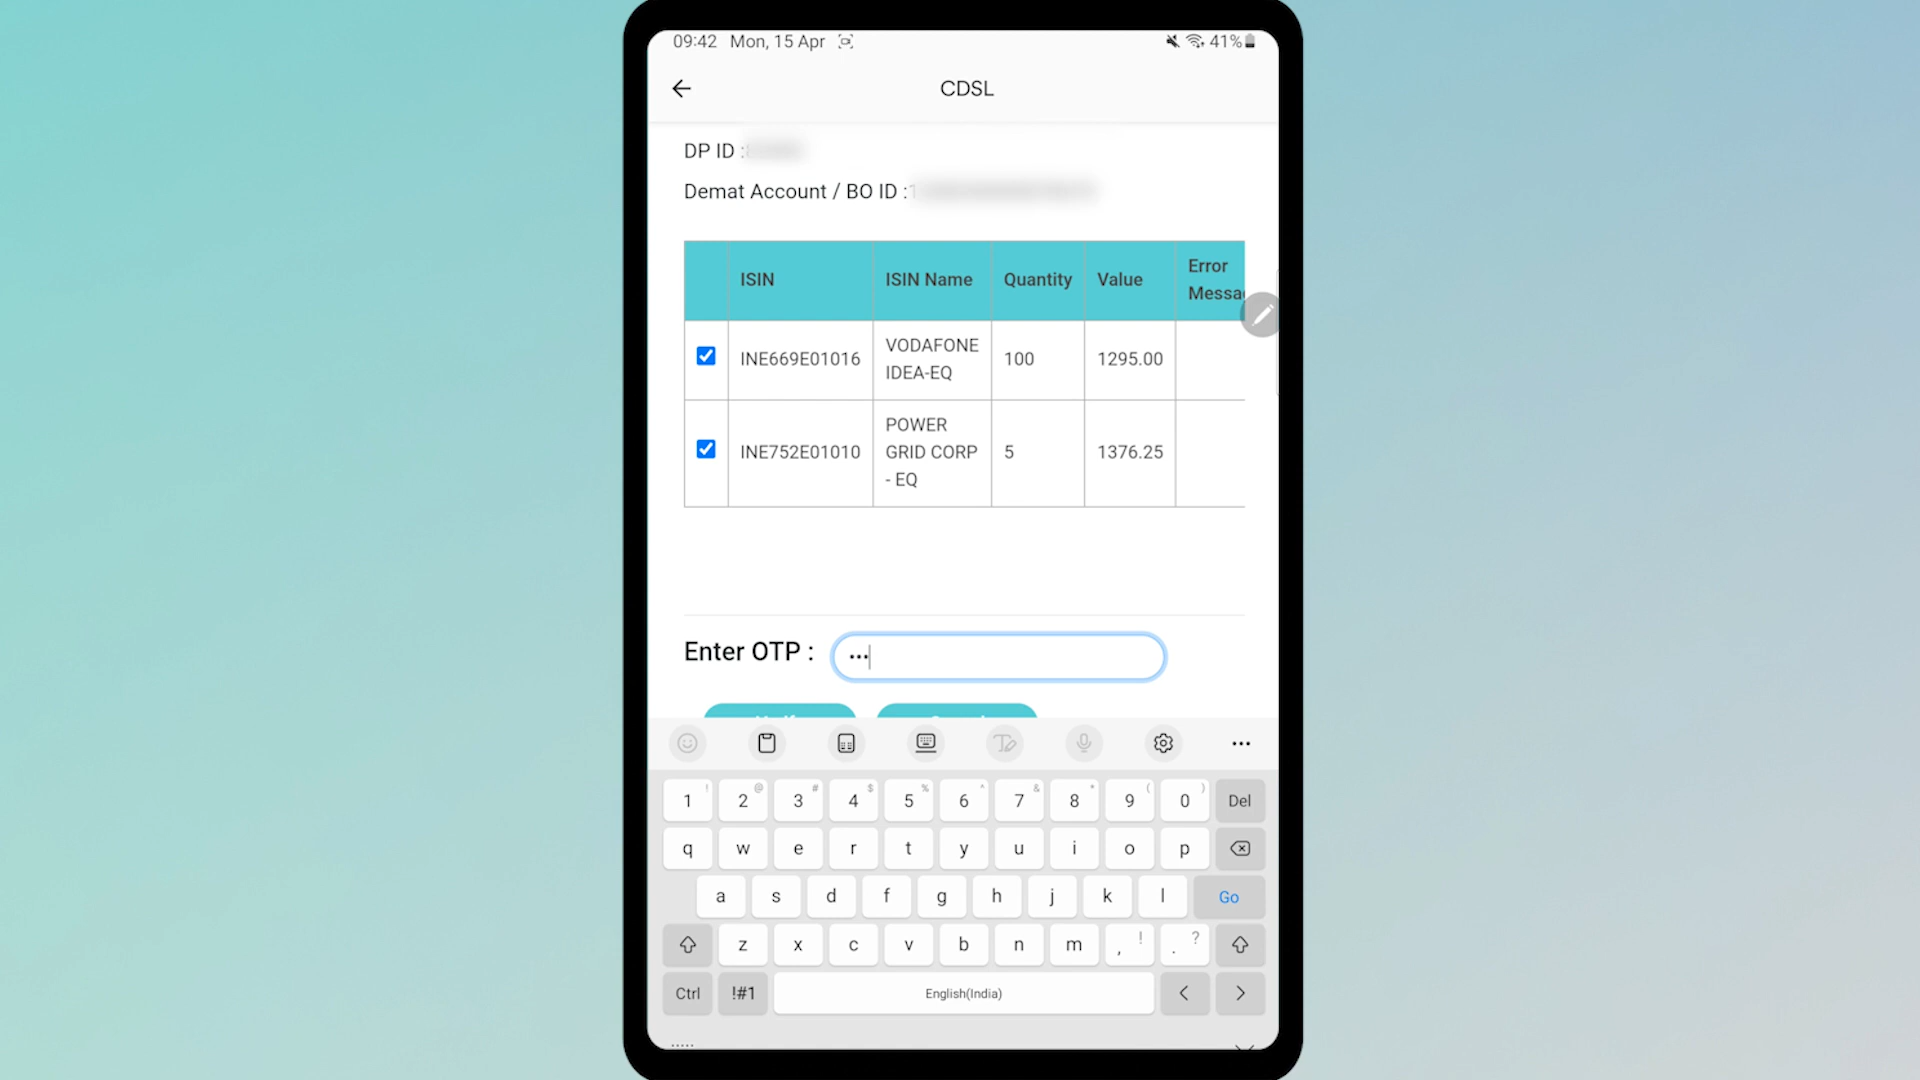 09:42 Mon, 15 Apr 41%
CDSL
DP ID :
Demat Account / BO ID :1
ISIN ISIN Name Quantity Value Error
Messa
INE669E01016 VODAFONE IDEA-EQ 100 1295.00
INE752E01010 POWER GRID CORP - EQ 5 1376.25
Enter OTP : •••
1 ! 2 @ 3 # 4 $ 5 % 6 ^ 7 & 8 * 9 ( 0 ) Del
q w e r t y u i o p
a s d f g h j k l Go
z x c v b n m , ! . ?
Ctrl !#1 English(India) < >